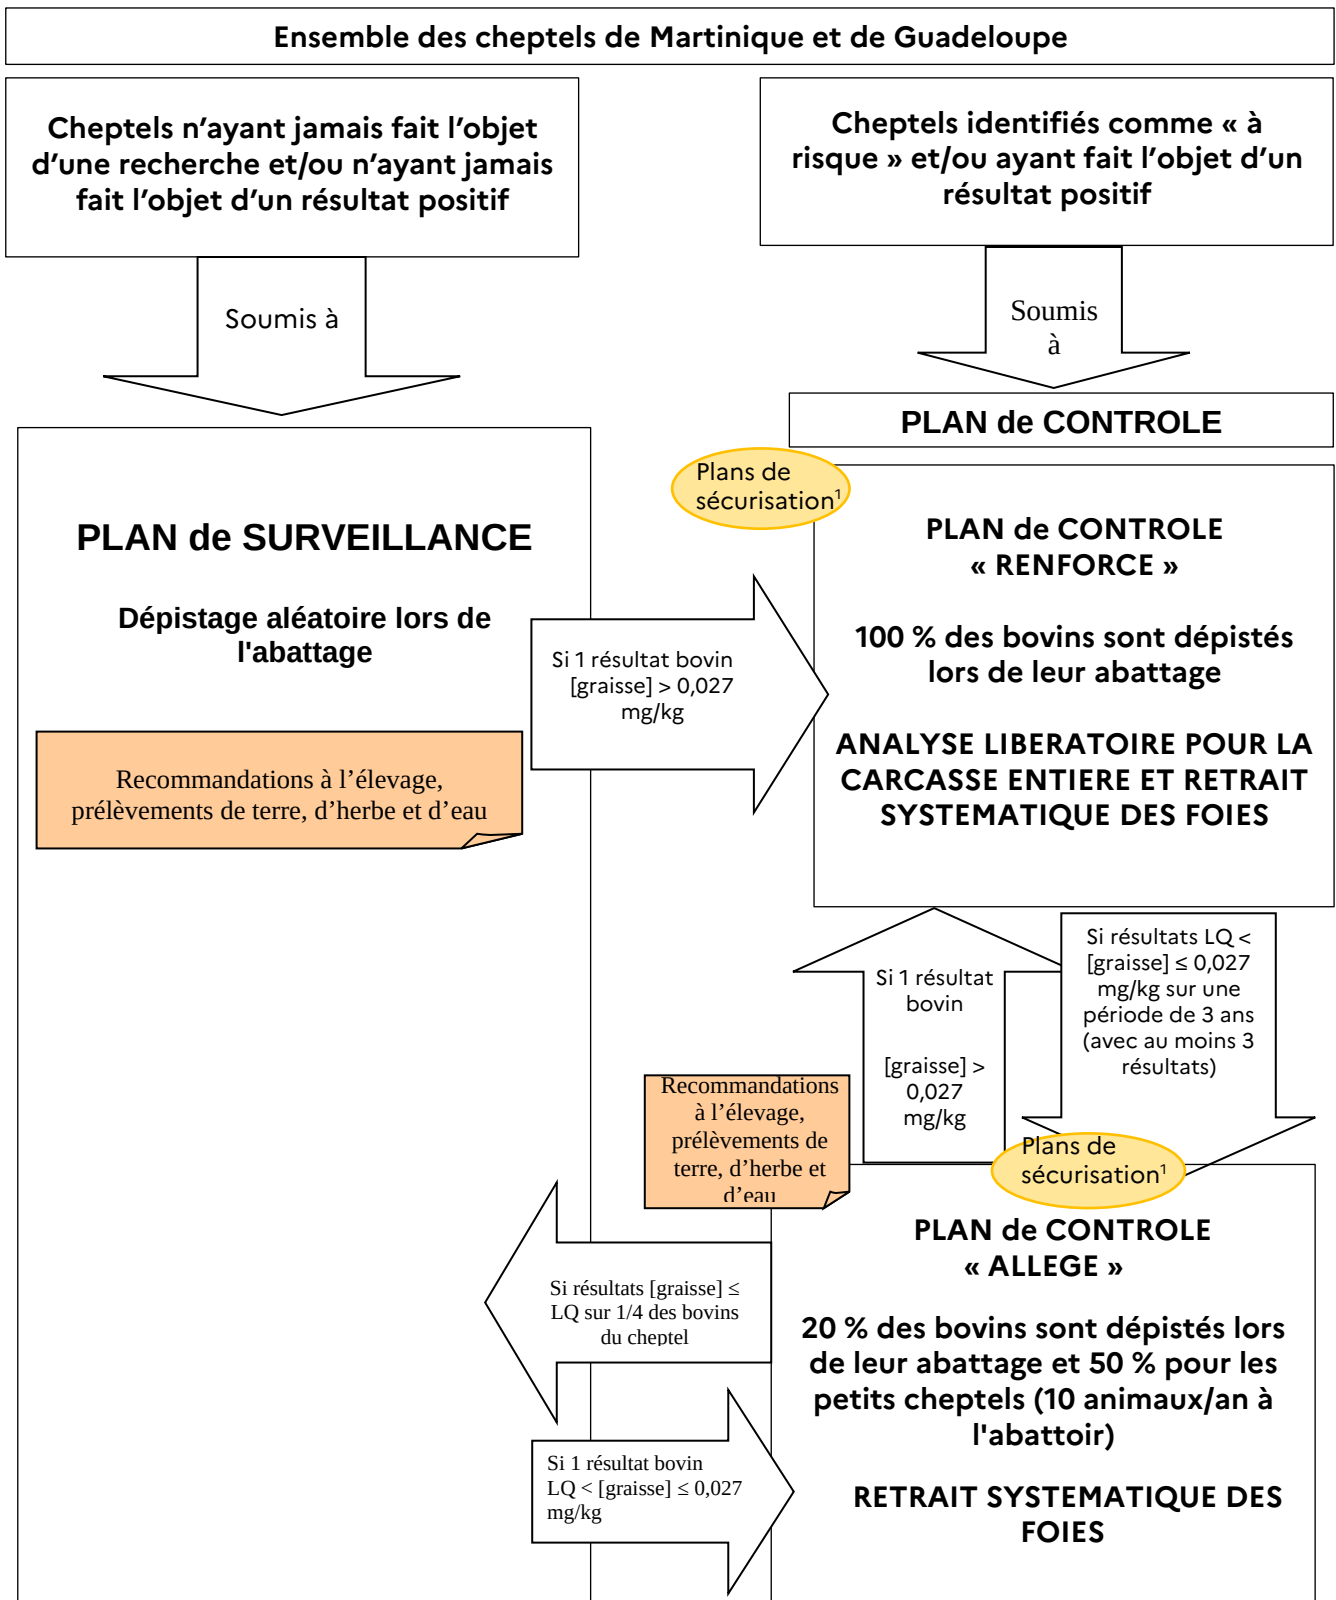 Ensemble des cheptels de Martinique et de Guadeloupe
Cheptels n’ayant jamais fait l’objet
d’une recherche et/ou n’ayant jamais
fait l’objet d’un résultat positif
Cheptels identifiés comme « à
risque » et/ou ayant fait l’objet d’un
résultat positif
Soumis à
Soumis
à
PLAN de CONTROLE
Plans de
sécurisation¹
PLAN de SURVEILLANCE
Dépistage aléatoire lors de
l'abattage
Recommandations à l’élevage,
prélèvements de terre, d’herbe et d’eau
Si 1 résultat bovin
[graisse] > 0,027
mg/kg
PLAN de CONTROLE
« RENFORCE »
100 % des bovins sont dépistés
lors de leur abattage
ANALYSE LIBERATOIRE POUR LA
CARCASSE ENTIERE ET RETRAIT
SYSTEMATIQUE DES FOIES
Si 1 résultat
bovin
[graisse] >
0,027
mg/kg
Si résultats LQ <
[graisse] ≤ 0,027
mg/kg sur une
période de 3 ans
(avec au moins 3
résultats)
Recommandations
à l’élevage,
prélèvements de
terre, d’herbe et
d’eau
Plans de
sécurisation¹
PLAN de CONTROLE
« ALLEGE »
20 % des bovins sont dépistés lors
de leur abattage et 50 % pour les
petits cheptels (10 animaux/an à
l'abattoir)
RETRAIT SYSTEMATIQUE DES
FOIES
Si résultats [graisse] ≤
LQ sur 1/4 des bovins
du cheptel
Si 1 résultat bovin
LQ < [graisse] ≤ 0,027
mg/kg